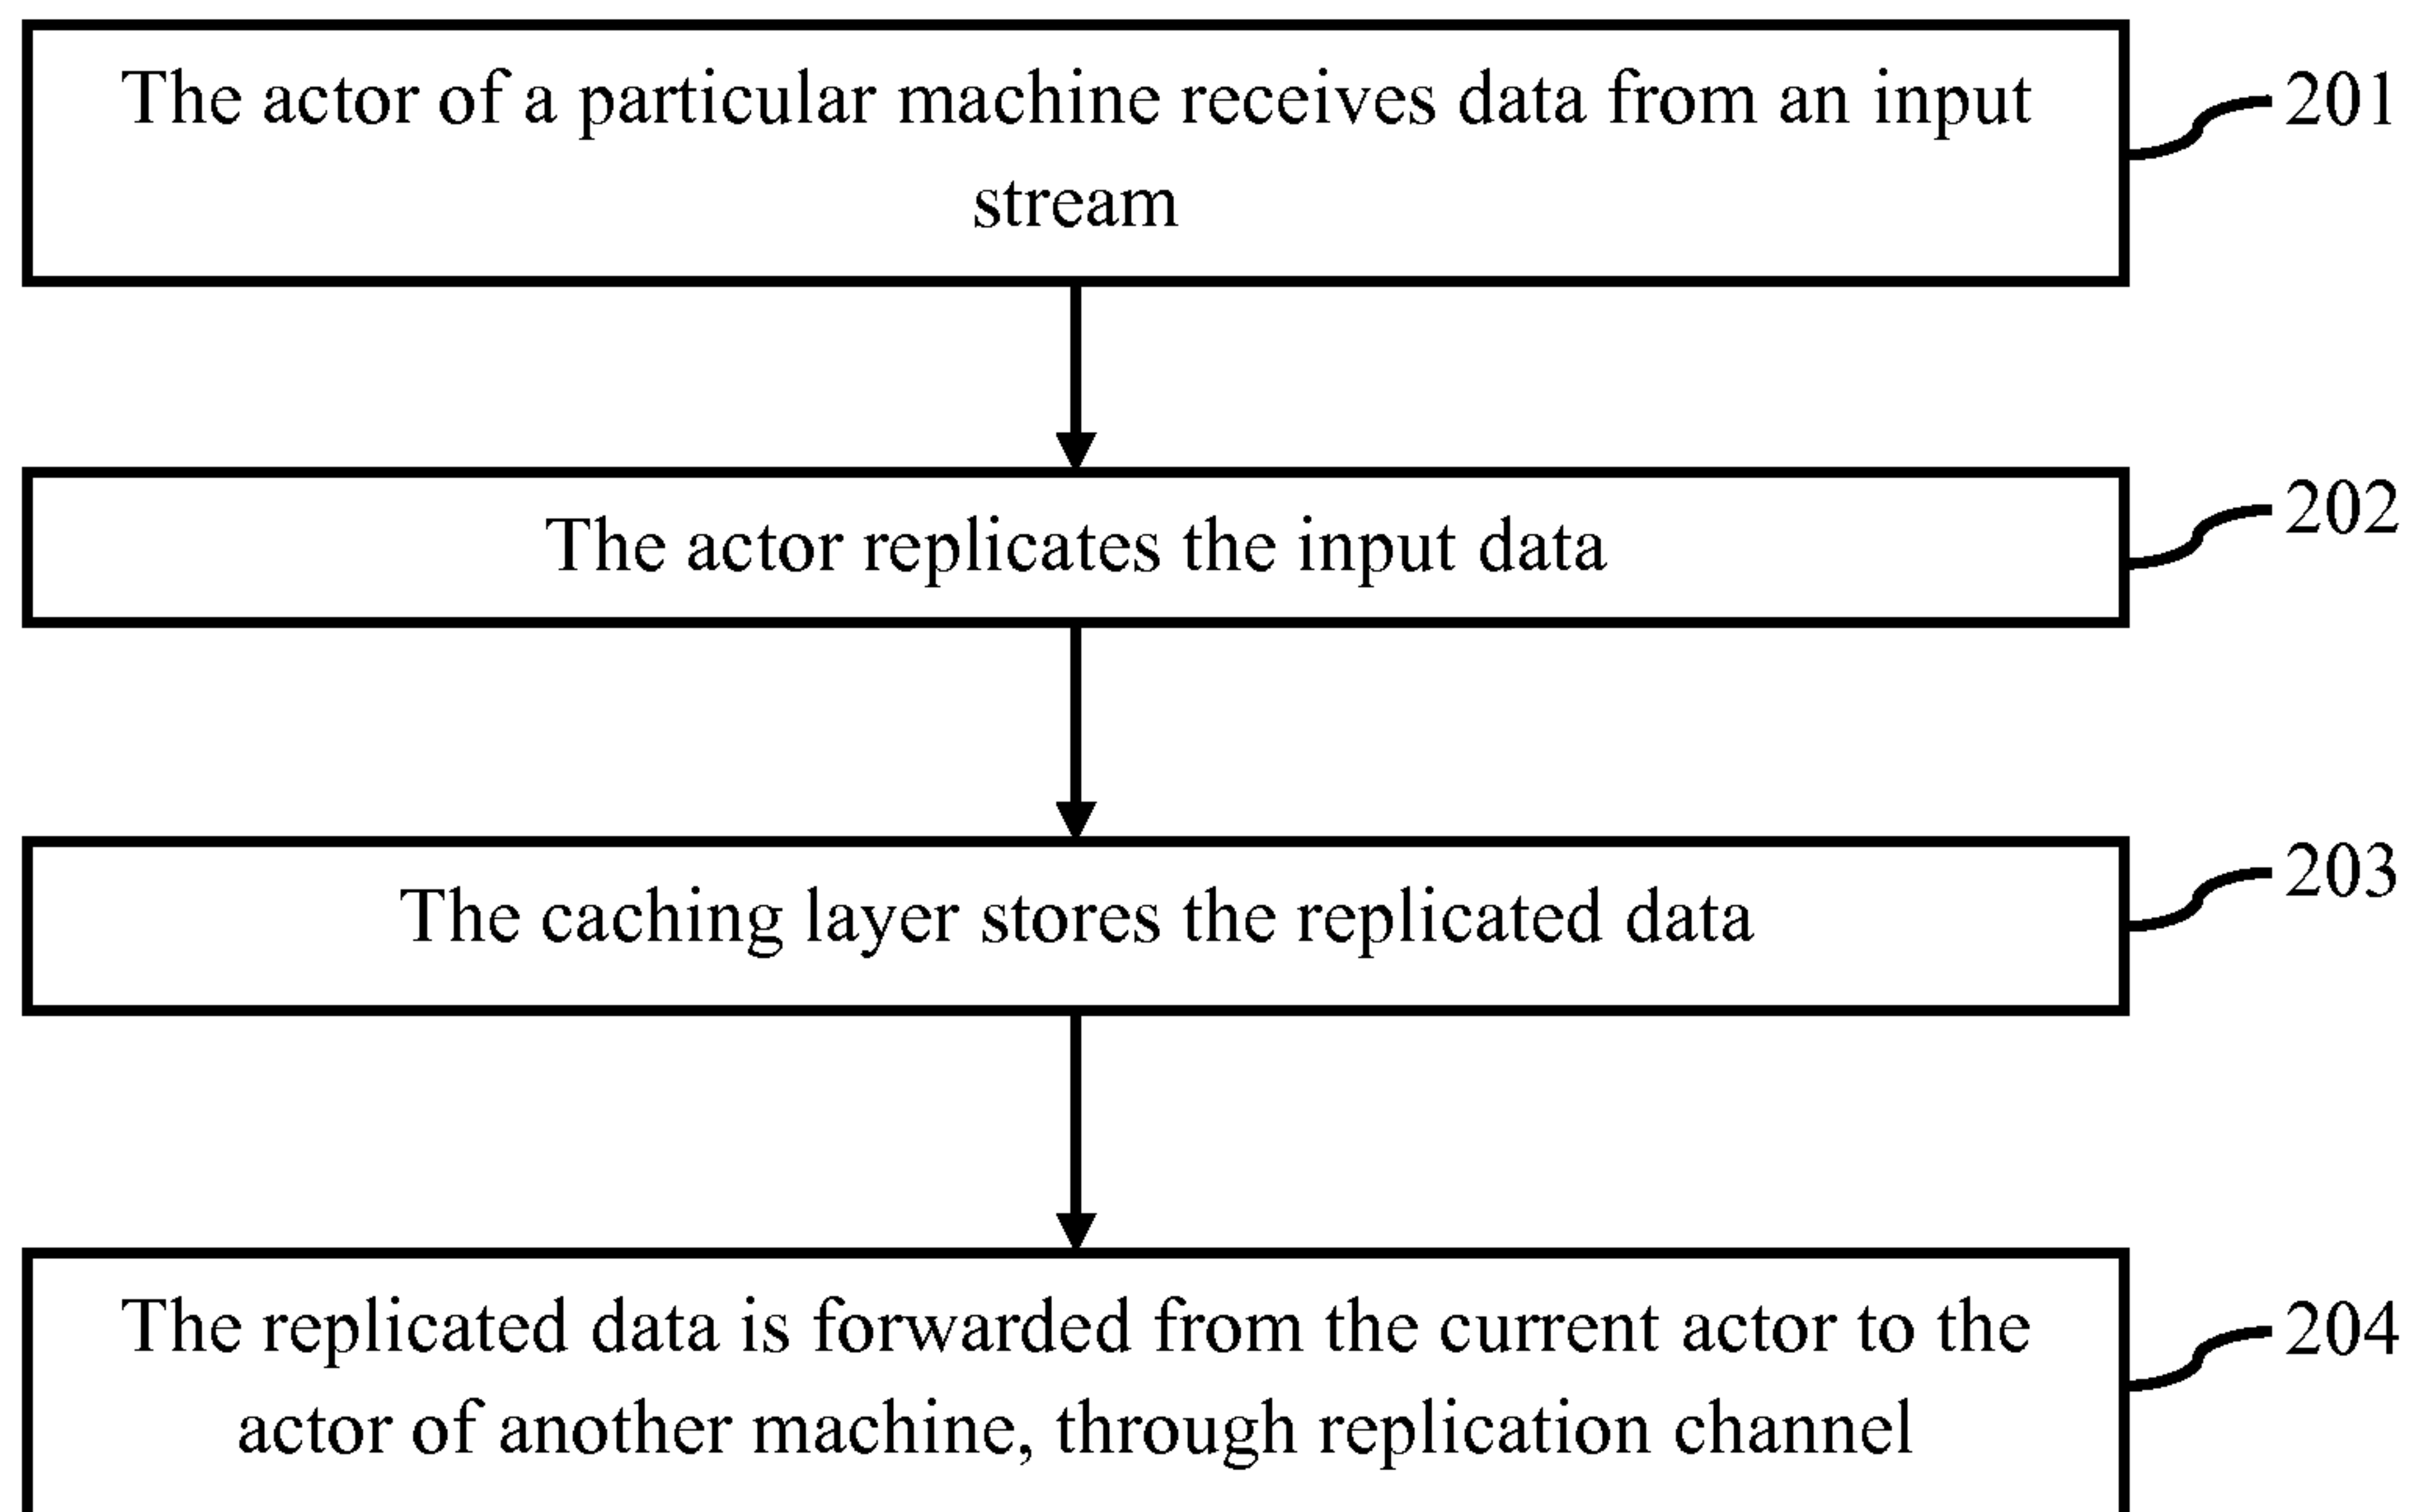 The actor of a particular machine receives data from an input
stream
201
The actor replicates the input data
202
The caching layer stores the replicated data
203
The replicated data is forwarded from the current actor to the
actor of another machine, through replication channel
204